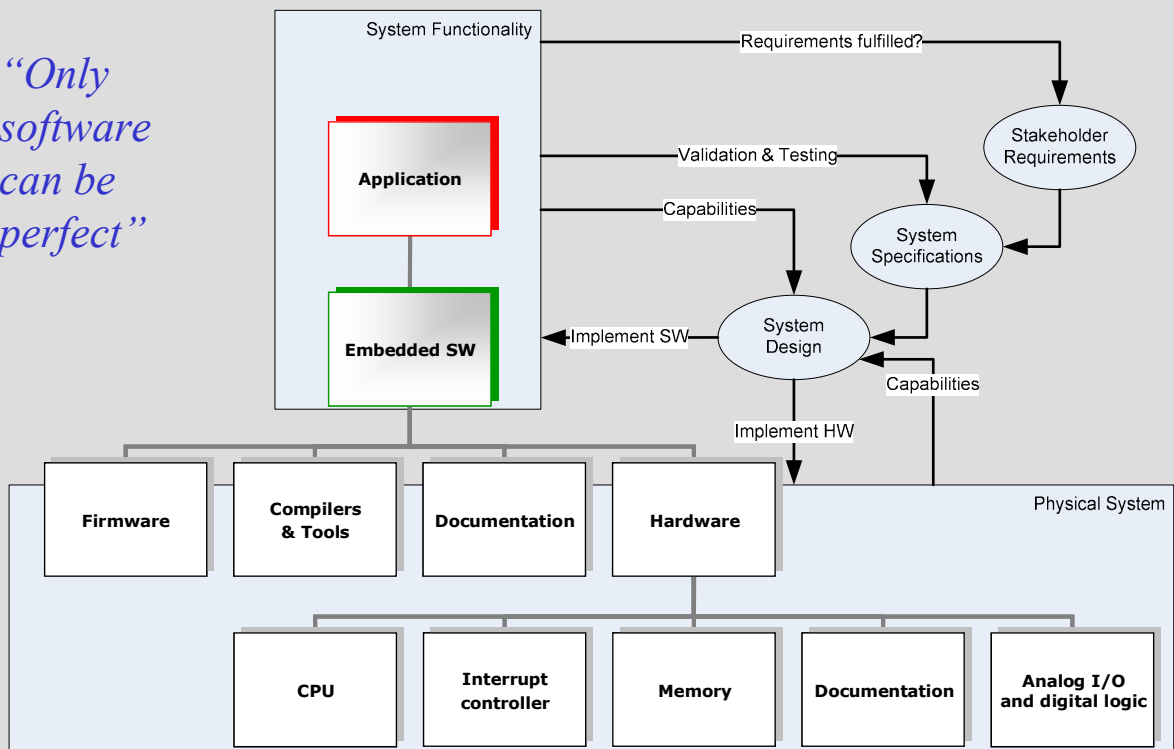 System Functionality
Requirements fulfilled?
“Only
software
can be
perfect”
Application
Validation & Testing
Stakeholder
Requirements
Capabilities
System
Specifications
Embedded SW
Implement SW
System
Design
Capabilities
Implement HW
Physical System
Firmware
Compilers
& Tools
Documentation
Hardware
CPU
Interrupt
controller
Memory
Documentation
Analog I/O
and digital logic